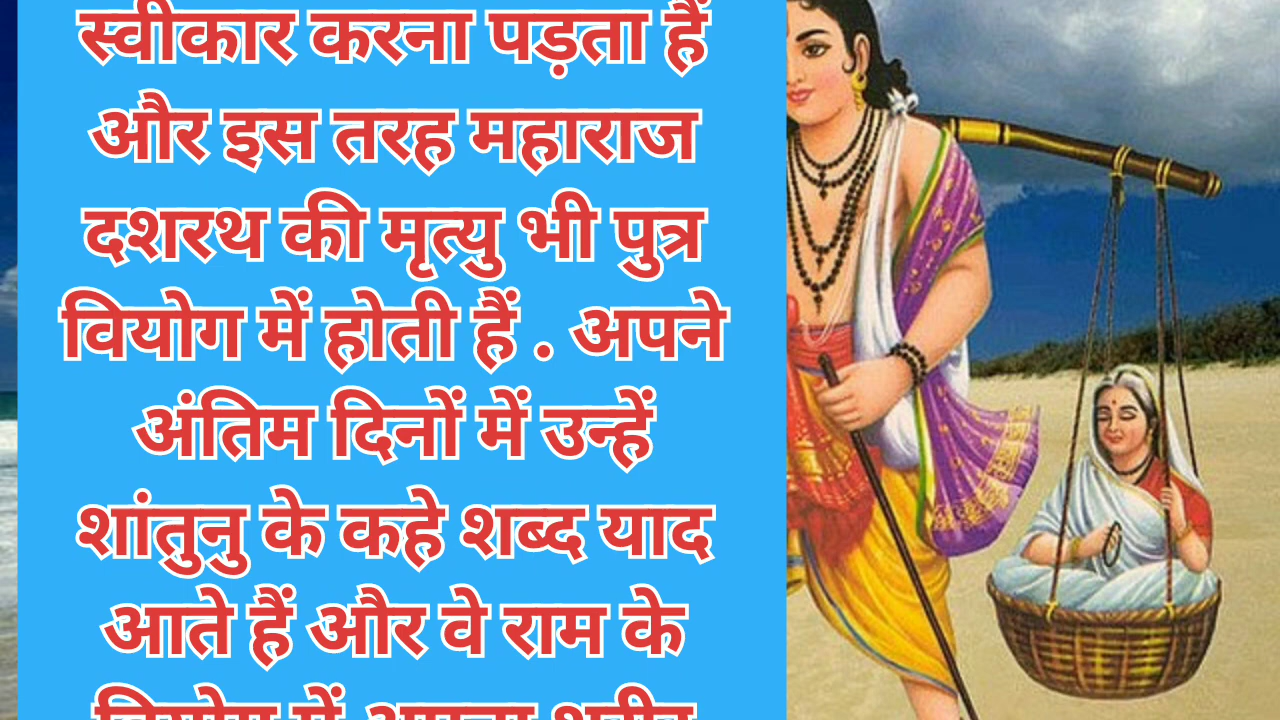 स्वीकार करना पड़ता हैं
और इस तरह महाराज
दशरथ की मृत्यु भी पुत्र
वियोग में होती हैं . अपने
अंतिम दिनों में उन्हें
शांतुनु के कहे शब्द याद
आते हैं और वे राम के